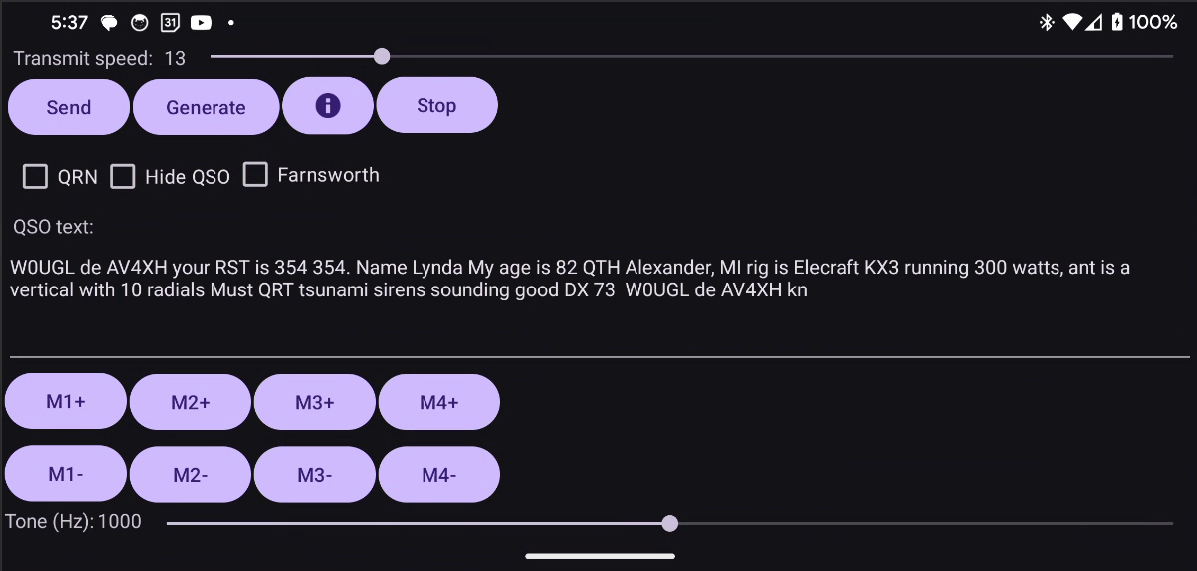 5:37 31 100%
Transmit speed: 13
Send Generate Stop
QRN Hide QSO Farnsworth
QSO text:
W0UGL de AV4XH your RST is 354 354. Name Lynda My age is 82 QTH Alexander, MI rig is Elecraft KX3 running 300 watts, ant is a
vertical with 10 radials Must QRT tsunami sirens sounding good DX 73  W0UGL de AV4XH kn
M1+ M2+ M3+ M4+
M1- M2- M3- M4-
Tone (Hz): 1000